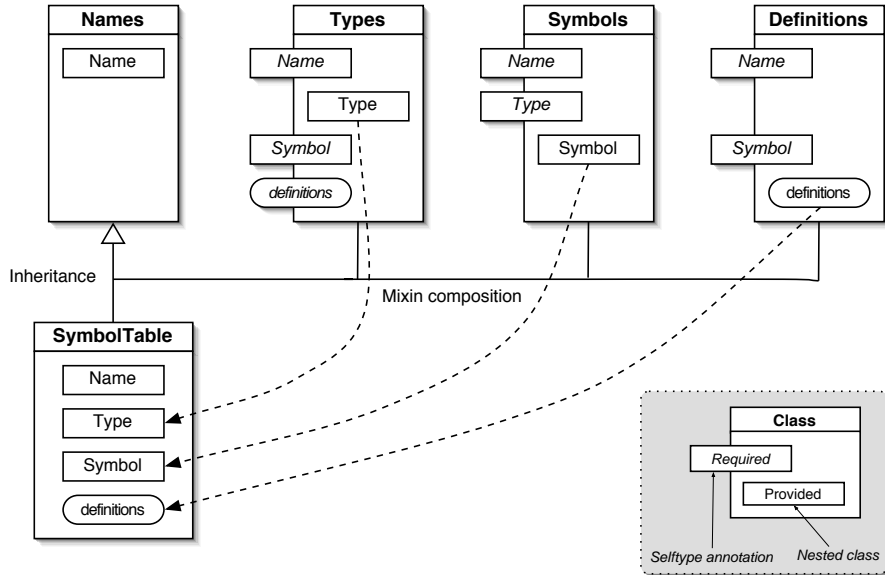 Names
Types
Symbols
Definitions
Name
Name
Name
Name
Type
Type
Symbol
Symbol
Symbol
definitions
definitions
Inheritance
Mixin composition
SymbolTable
Name
Type
Symbol
definitions
Class
Required
Provided
Selftype annotation
Nested class